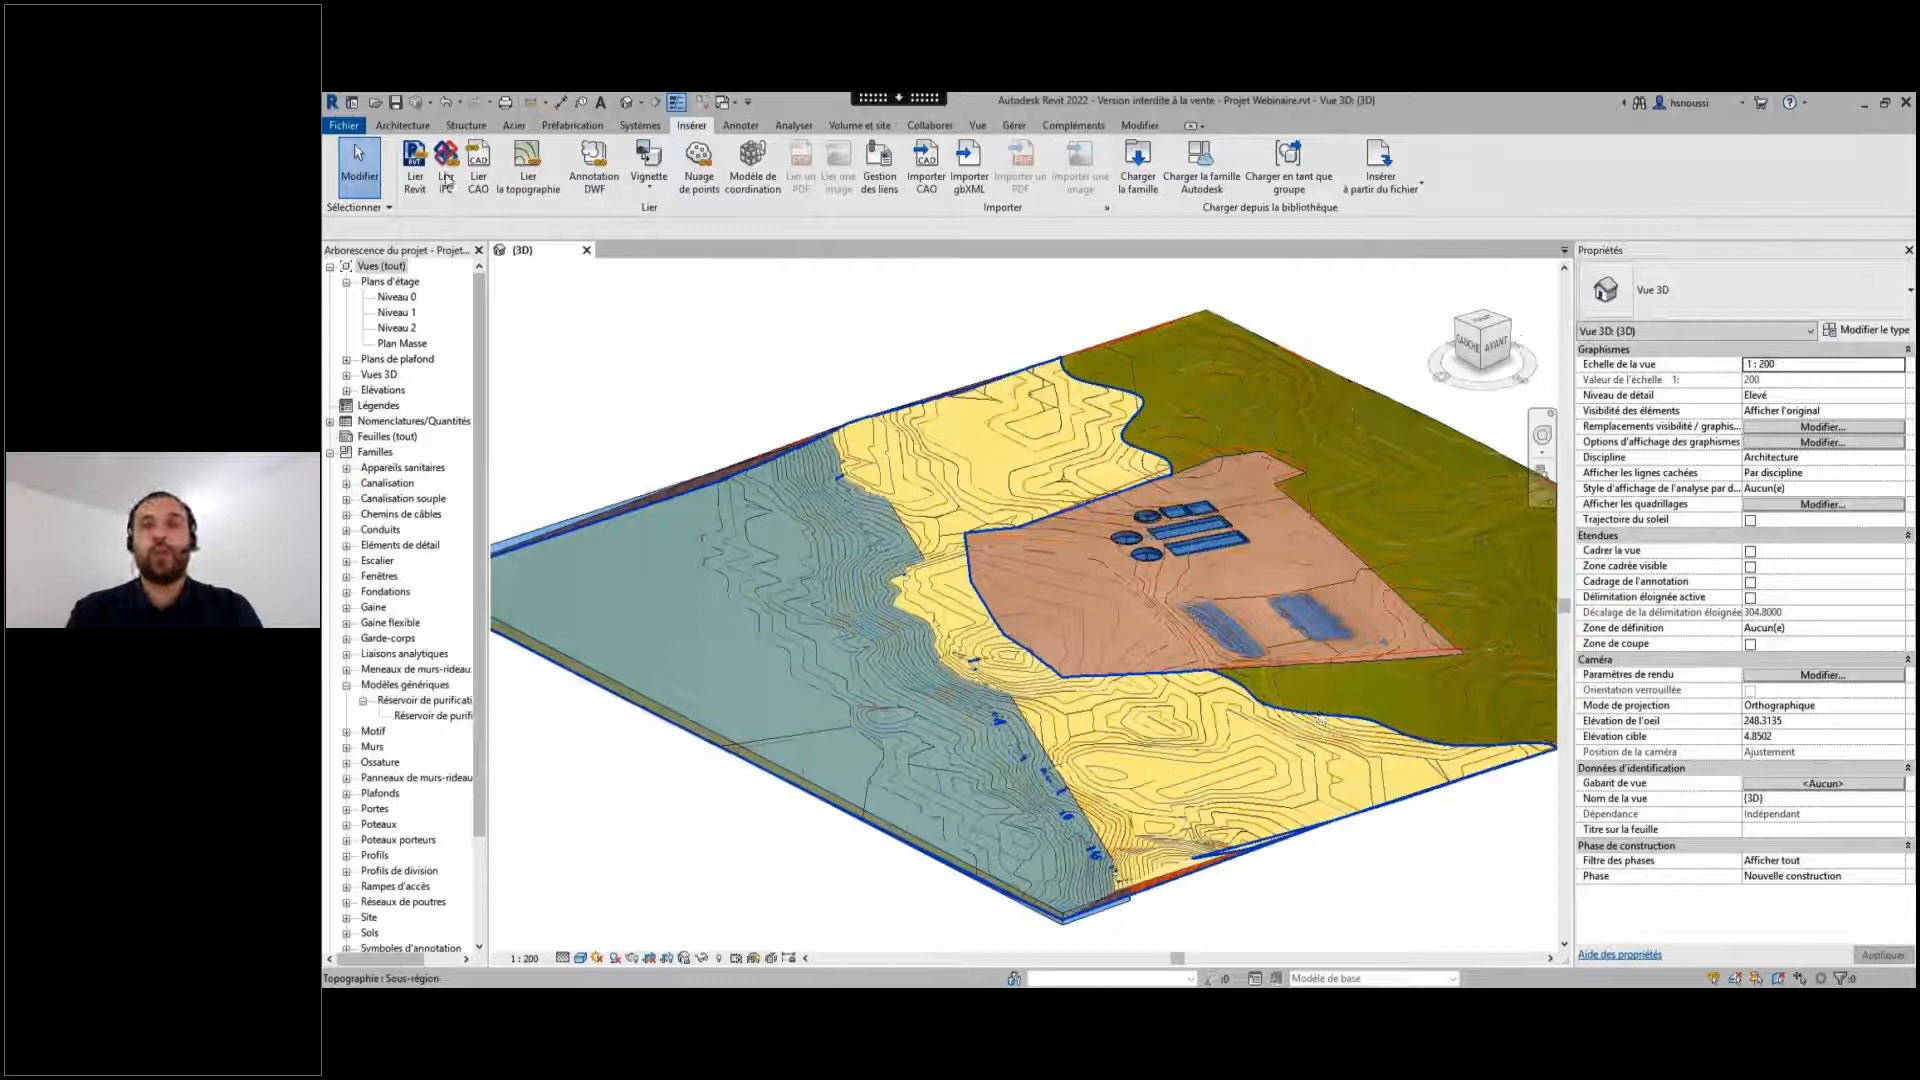 Autodesk Revit 2022 - Version interdite à la vente - Projet Webinaire.rvt - Vue 3D: {3D}
hsnoussi
Fichier Architecture Structure Acier Préfabrication Systèmes Insérer Annoter Analyser Volume et site Collaborer Vue Gérer Compléments Modifier
Modifier
Lier Revit
IFC
Lier CAO
Lier la topographie
Annotation DWF
Vignette
Nuage de points
Modèle de coordination
Lier un PDF
Lier une image
Gestion des liens
Importer CAO
Importer gbXML
Importer un PDF
Importer une image
Charger la famille
Charger la famille Autodesk
Charger en tant que groupe
Insérer à partir du fichier
Sélectionner
Lier
Importer
Charger depuis la bibliothèque
Arborescence du projet - Projet...
Vues (tout)
Plans d'étage
Niveau 0
Niveau 1
Niveau 2
Plan Masse
Plans de plafond
Vues 3D
Elévations
Légendes
Nomenclatures/Quantités
Feuilles (tout)
Familles
Appareils sanitaires
Canalisation
Canalisation souple
Chemins de câbles
Conduits
Eléments de détail
Escalier
Fenêtres
Fondations
Gaine
Gaine flexible
Garde-corps
Liaisons analytiques
Meneaux de murs-rideau
Modèles génériques
Réservoir de purificati
Réservoir de purifi
Motif
Murs
Ossature
Panneaux de murs-rideau
Plafonds
Portes
Poteaux
Poteaux porteurs
Profils
Profils de division
Rampes d'accès
Réseaux de poutres
Site
Sols
Symboles d'annotation
{3D}
GAUCHE AVANT
1 : 200
Propriétés
Vue 3D
Vue 3D: {3D} Modifier le type
Graphismes
Echelle de la vue 1 : 200
Valeur de l'échelle 1: 200
Niveau de détail Elevé
Visibilité des éléments Afficher l'original
Remplacements visibilité / graphis... Modifier...
Options d'affichage des graphismes Modifier...
Discipline Architecture
Afficher les lignes cachées Par discipline
Style d'affichage de l'analyse par d... Aucun(e)
Afficher les quadrillages Modifier...
Trajectoire du soleil
Etendues
Cadrer la vue
Zone cadrée visible
Cadrage de l'annotation
Délimitation éloignée active
Décalage de la délimitation éloignée 304.8000
Zone de définition Aucun(e)
Zone de coupe
Caméra
Paramètres de rendu Modifier...
Orientation verrouillée
Mode de projection Orthographique
Elévation de l'oeil 248.3135
Elévation cible 4.8502
Position de la caméra Ajustement
Données d'identification
Gabarit de vue <Aucun>
Nom de la vue {3D}
Dépendance Indépendant
Titre sur la feuille
Phase de construction
Filtre des phases Afficher tout
Phase Nouvelle construction
Aide des propriétés Appliquer
Topographie : Sous-région
:0
Modèle de base
:0